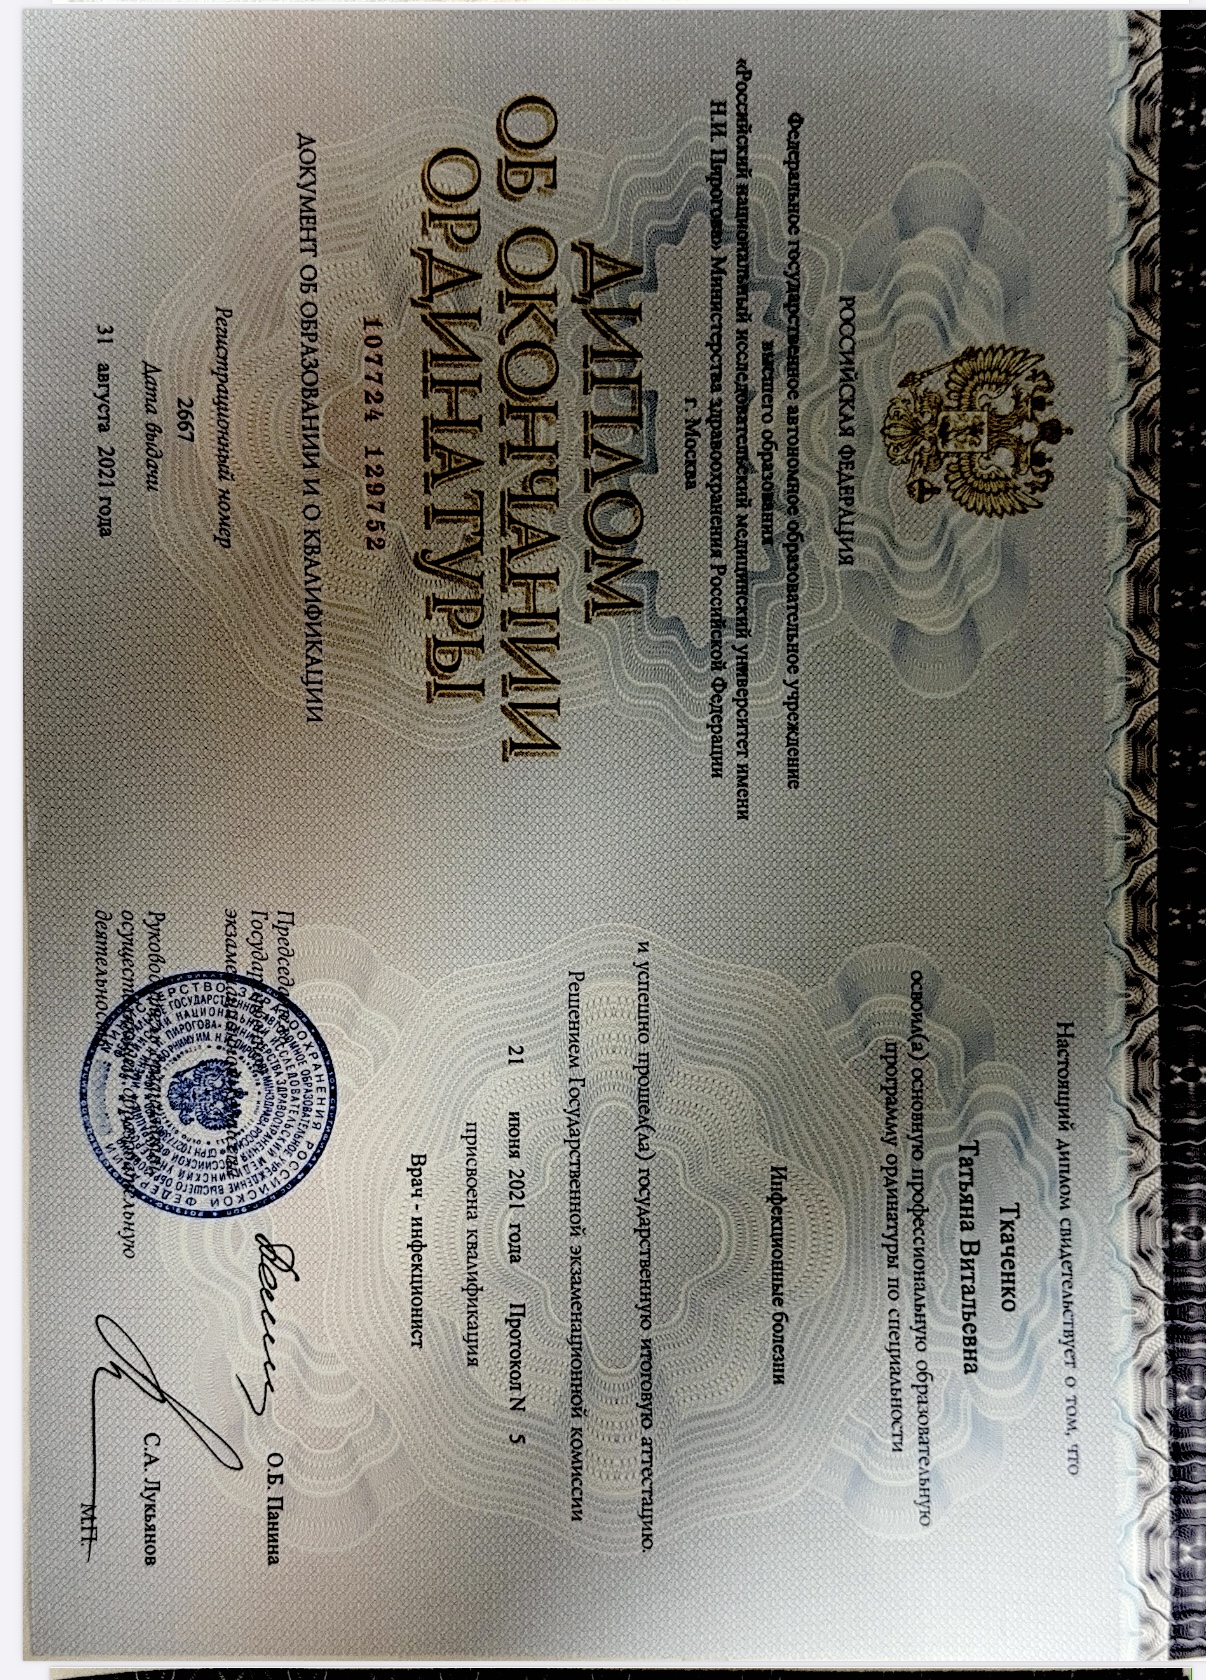 РОССИЙСКАЯ ФЕДЕРАЦИЯ
Федеральное государственное автономное образовательное учреждение
высшего образования
«Российский национальный исследовательский медицинский университет имени
Н.И. Пирогова» Министерства здравоохранения Российской Федерации
г. Москва
ДИПЛОМ
ОБ ОКОНЧАНИИ
ОРДИНАТУРЫ
107724 129752
ДОКУМЕНТ ОБ ОБРАЗОВАНИИ И О КВАЛИФИКАЦИИ
Регистрационный номер
2667
Дата выдачи
31 августа 2021 года
Настоящий диплом свидетельствует о том, что
Ткаченко
Татьяна Витальевна
освоил(а) основную профессиональную образовательную
программу ординатуры по специальности
Инфекционные болезни
и успешно прошел(ла) государственную итоговую аттестацию.
Решением Государственной экзаменационной комиссии
21 июня 2021 года Протокол N 5
присвоена квалификация
Врач - инфекционист
О.Б. Панина
С.А. Лукьянов
М.П.